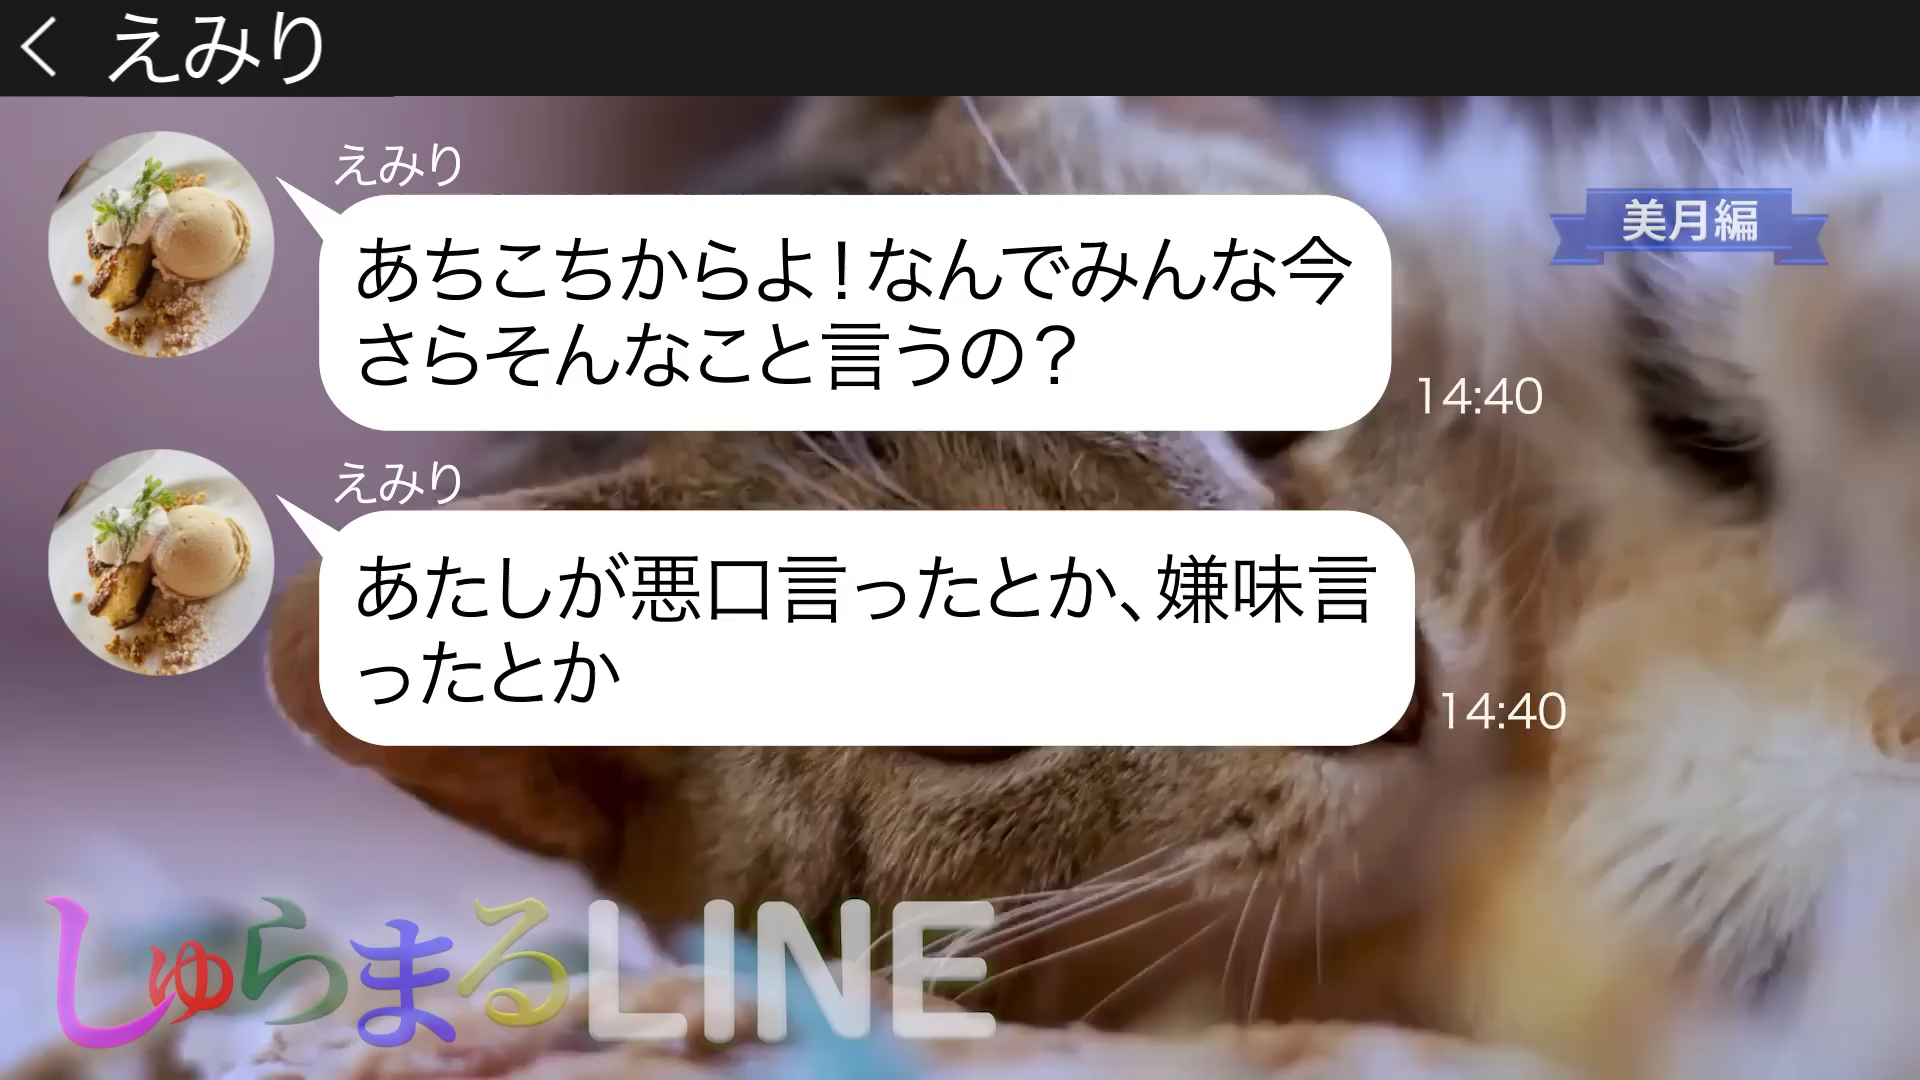 えみり
えみり
美月編
あちこちからよ！なんでみんな今
さらそんなこと言うの？
14:40
えみり
あたしが悪口言ったとか、嫌味言
ったとか
14:40
しゅらまるLINE